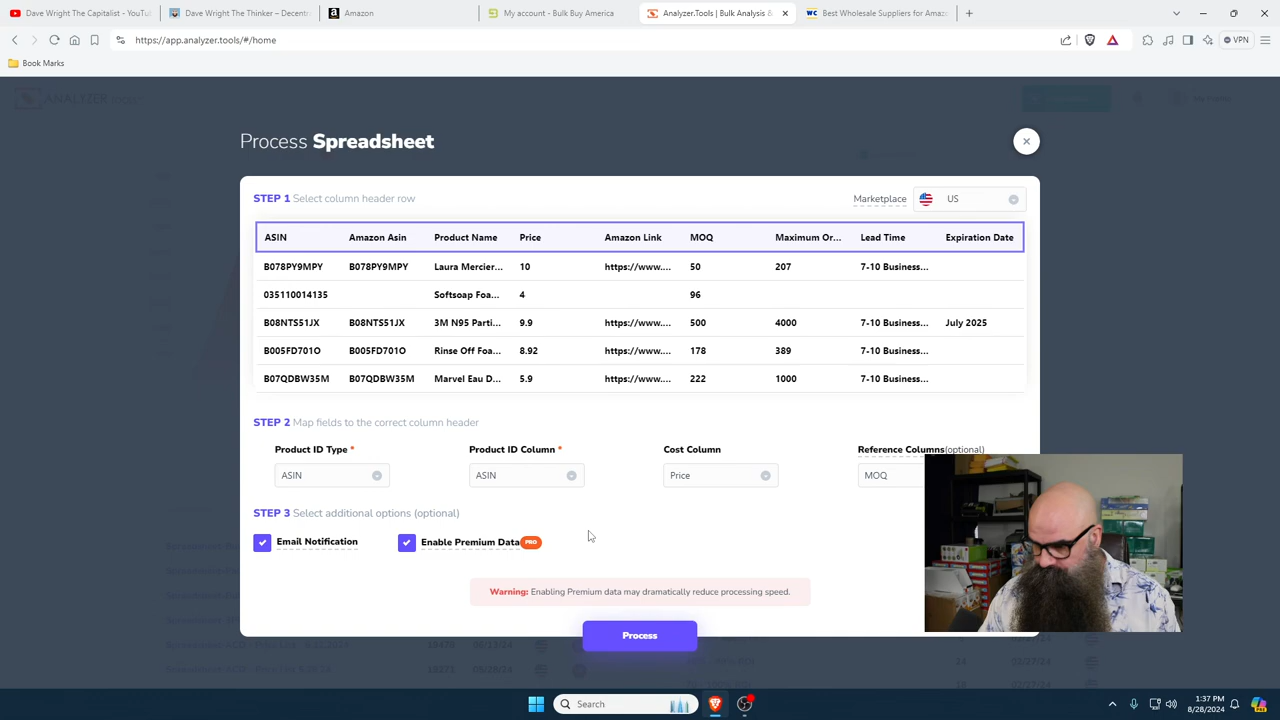 Dave Wright The Capitalist - YouT
Dave Wright The Thinker – Decentr
Amazon
My account - Bulk Buy America
Analyzer.Tools | Bulk Analysis &
Best Wholesale Suppliers for Amaz
https://app.analyzer.tools/#/home
VPN
Book Marks
Process Spreadsheet
STEP 1 Select column header row
Marketplace
US
ASIN Amazon Asin Product Name Price Amazon Link MOQ Maximum Or... Lead Time Expiration Date
B078PY9MPY B078PY9MPY Laura Mercier... 10 https://www.... 50 207 7-10 Business...
035110014135 Softsoap Foa... 4 96
B08NTS51JX B08NTS51JX 3M N95 Parti... 9.9 https://www.... 500 4000 7-10 Business... July 2025
B005FD701O B005FD701O Rinse Off Foa... 8.92 https://www.... 178 389 7-10 Business...
B07QDBW35M B07QDBW35M Marvel Eau D... 5.9 https://www.... 222 1000 7-10 Business...
STEP 2 Map fields to the correct column header
Product ID Type * Product ID Column * Cost Column Reference Columns(optional)
ASIN ASIN Price MOQ
STEP 3 Select additional options (optional)
Email Notification
Enable Premium Data PRO
Warning: Enabling Premium data may dramatically reduce processing speed.
Process
Search
1:37 PM
8/28/2024